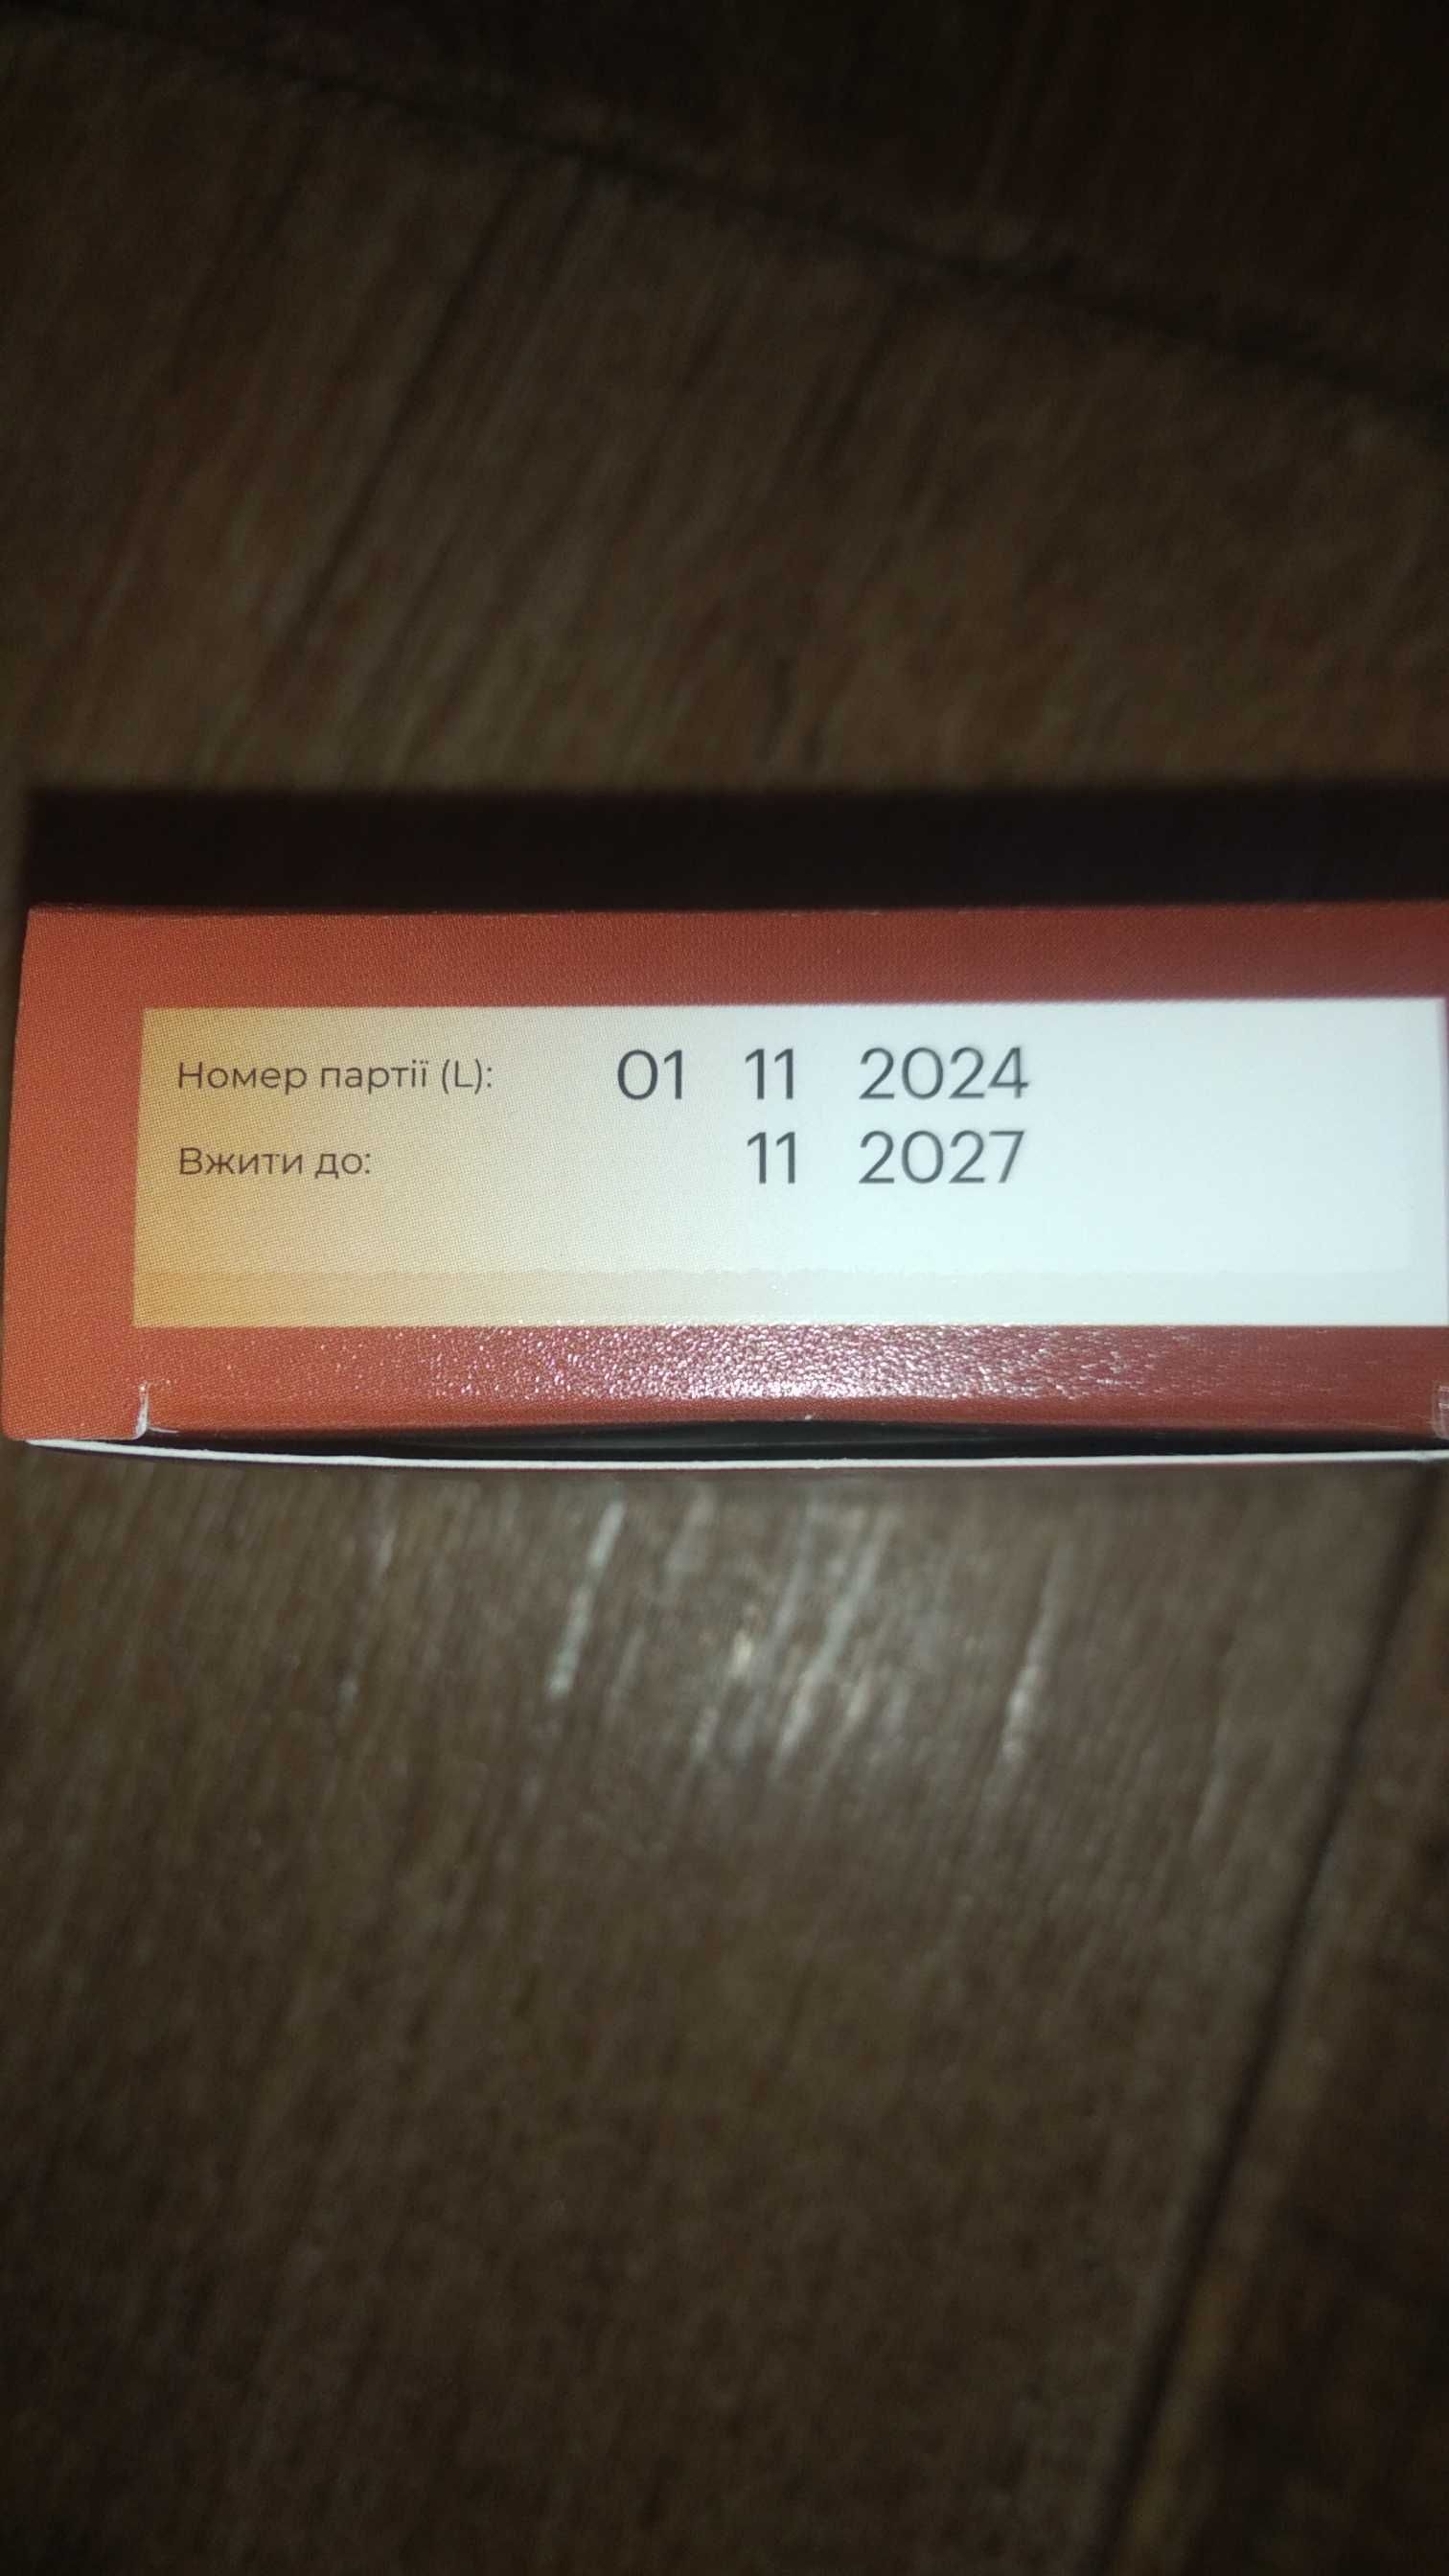 Номер партії (L): 01 11 2024
Вжити до: 11 2027